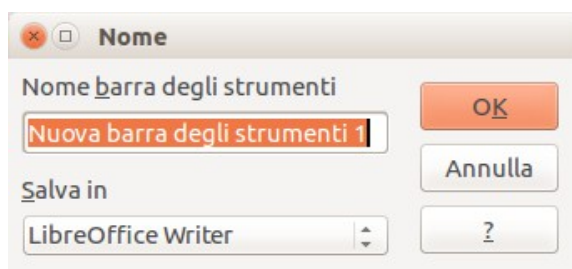 Nome
Nome barra degli strumenti
Nuova barra degli strumenti 1
OK
Salva in
Annulla
LibreOffice Writer
?